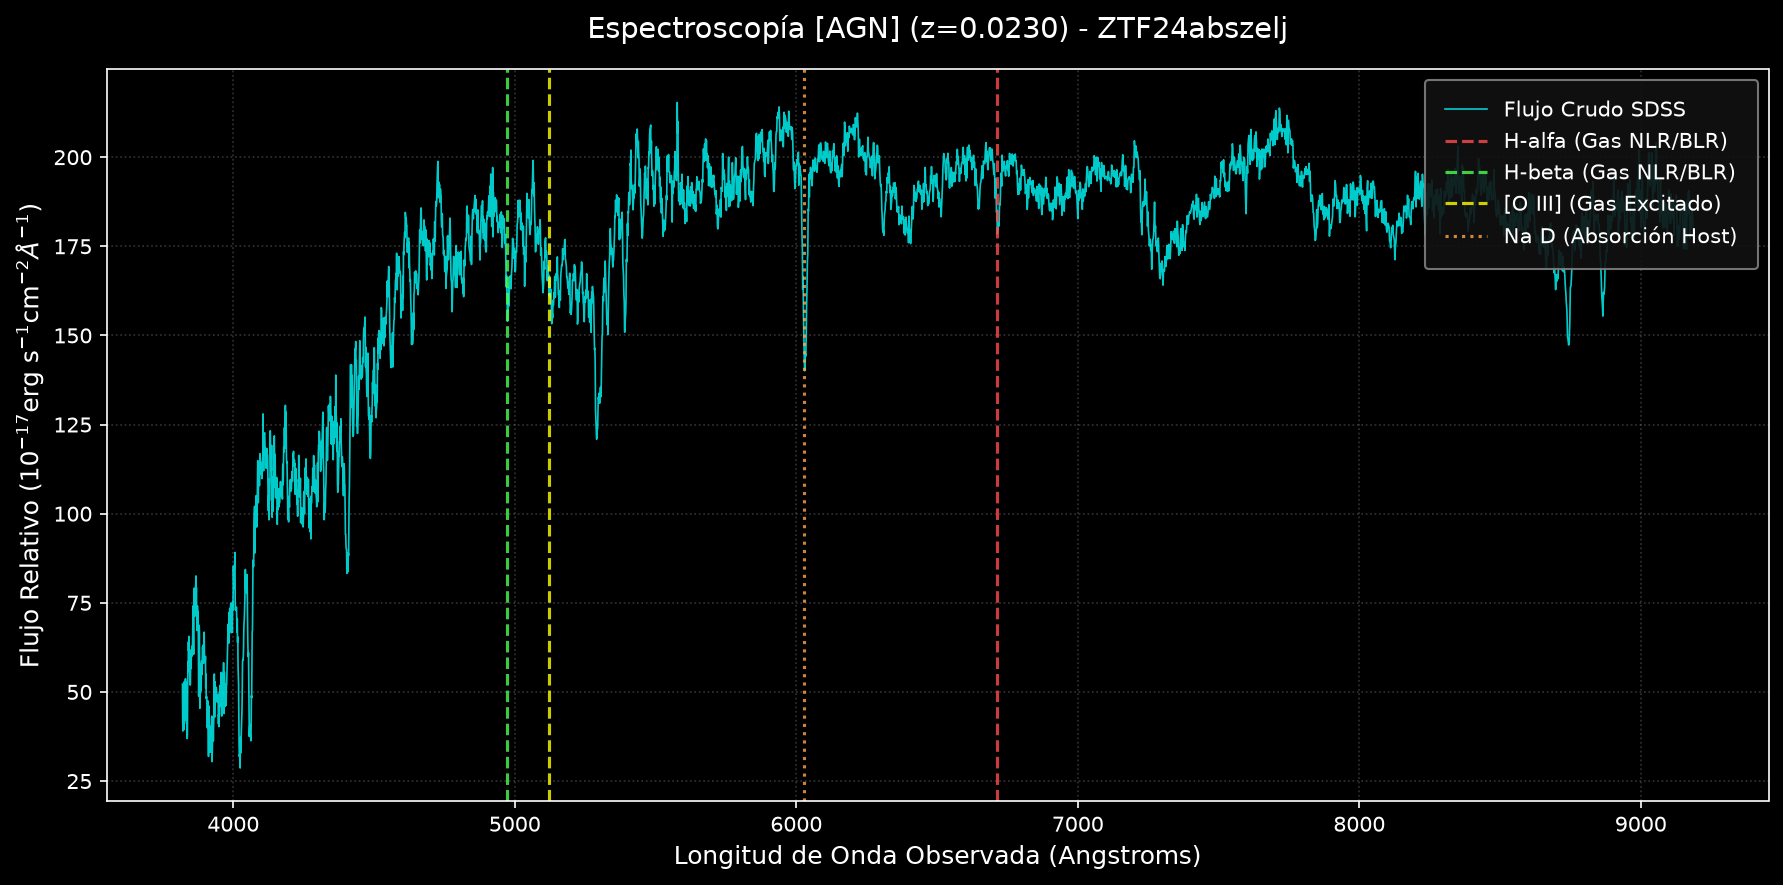 Espectroscopía [AGN] (z=0.0230) - ZTF24abszelj
Flujo Relativo (10⁻¹⁷erg s⁻¹cm⁻²Å⁻¹)
200
175
150
125
100
75
50
25
Flujo Crudo SDSS
H-alfa (Gas NLR/BLR)
H-beta (Gas NLR/BLR)
[O III] (Gas Excitado)
Na D (Absorción Host)
4000 5000 6000 7000 8000 9000
Longitud de Onda Observada (Angstroms)